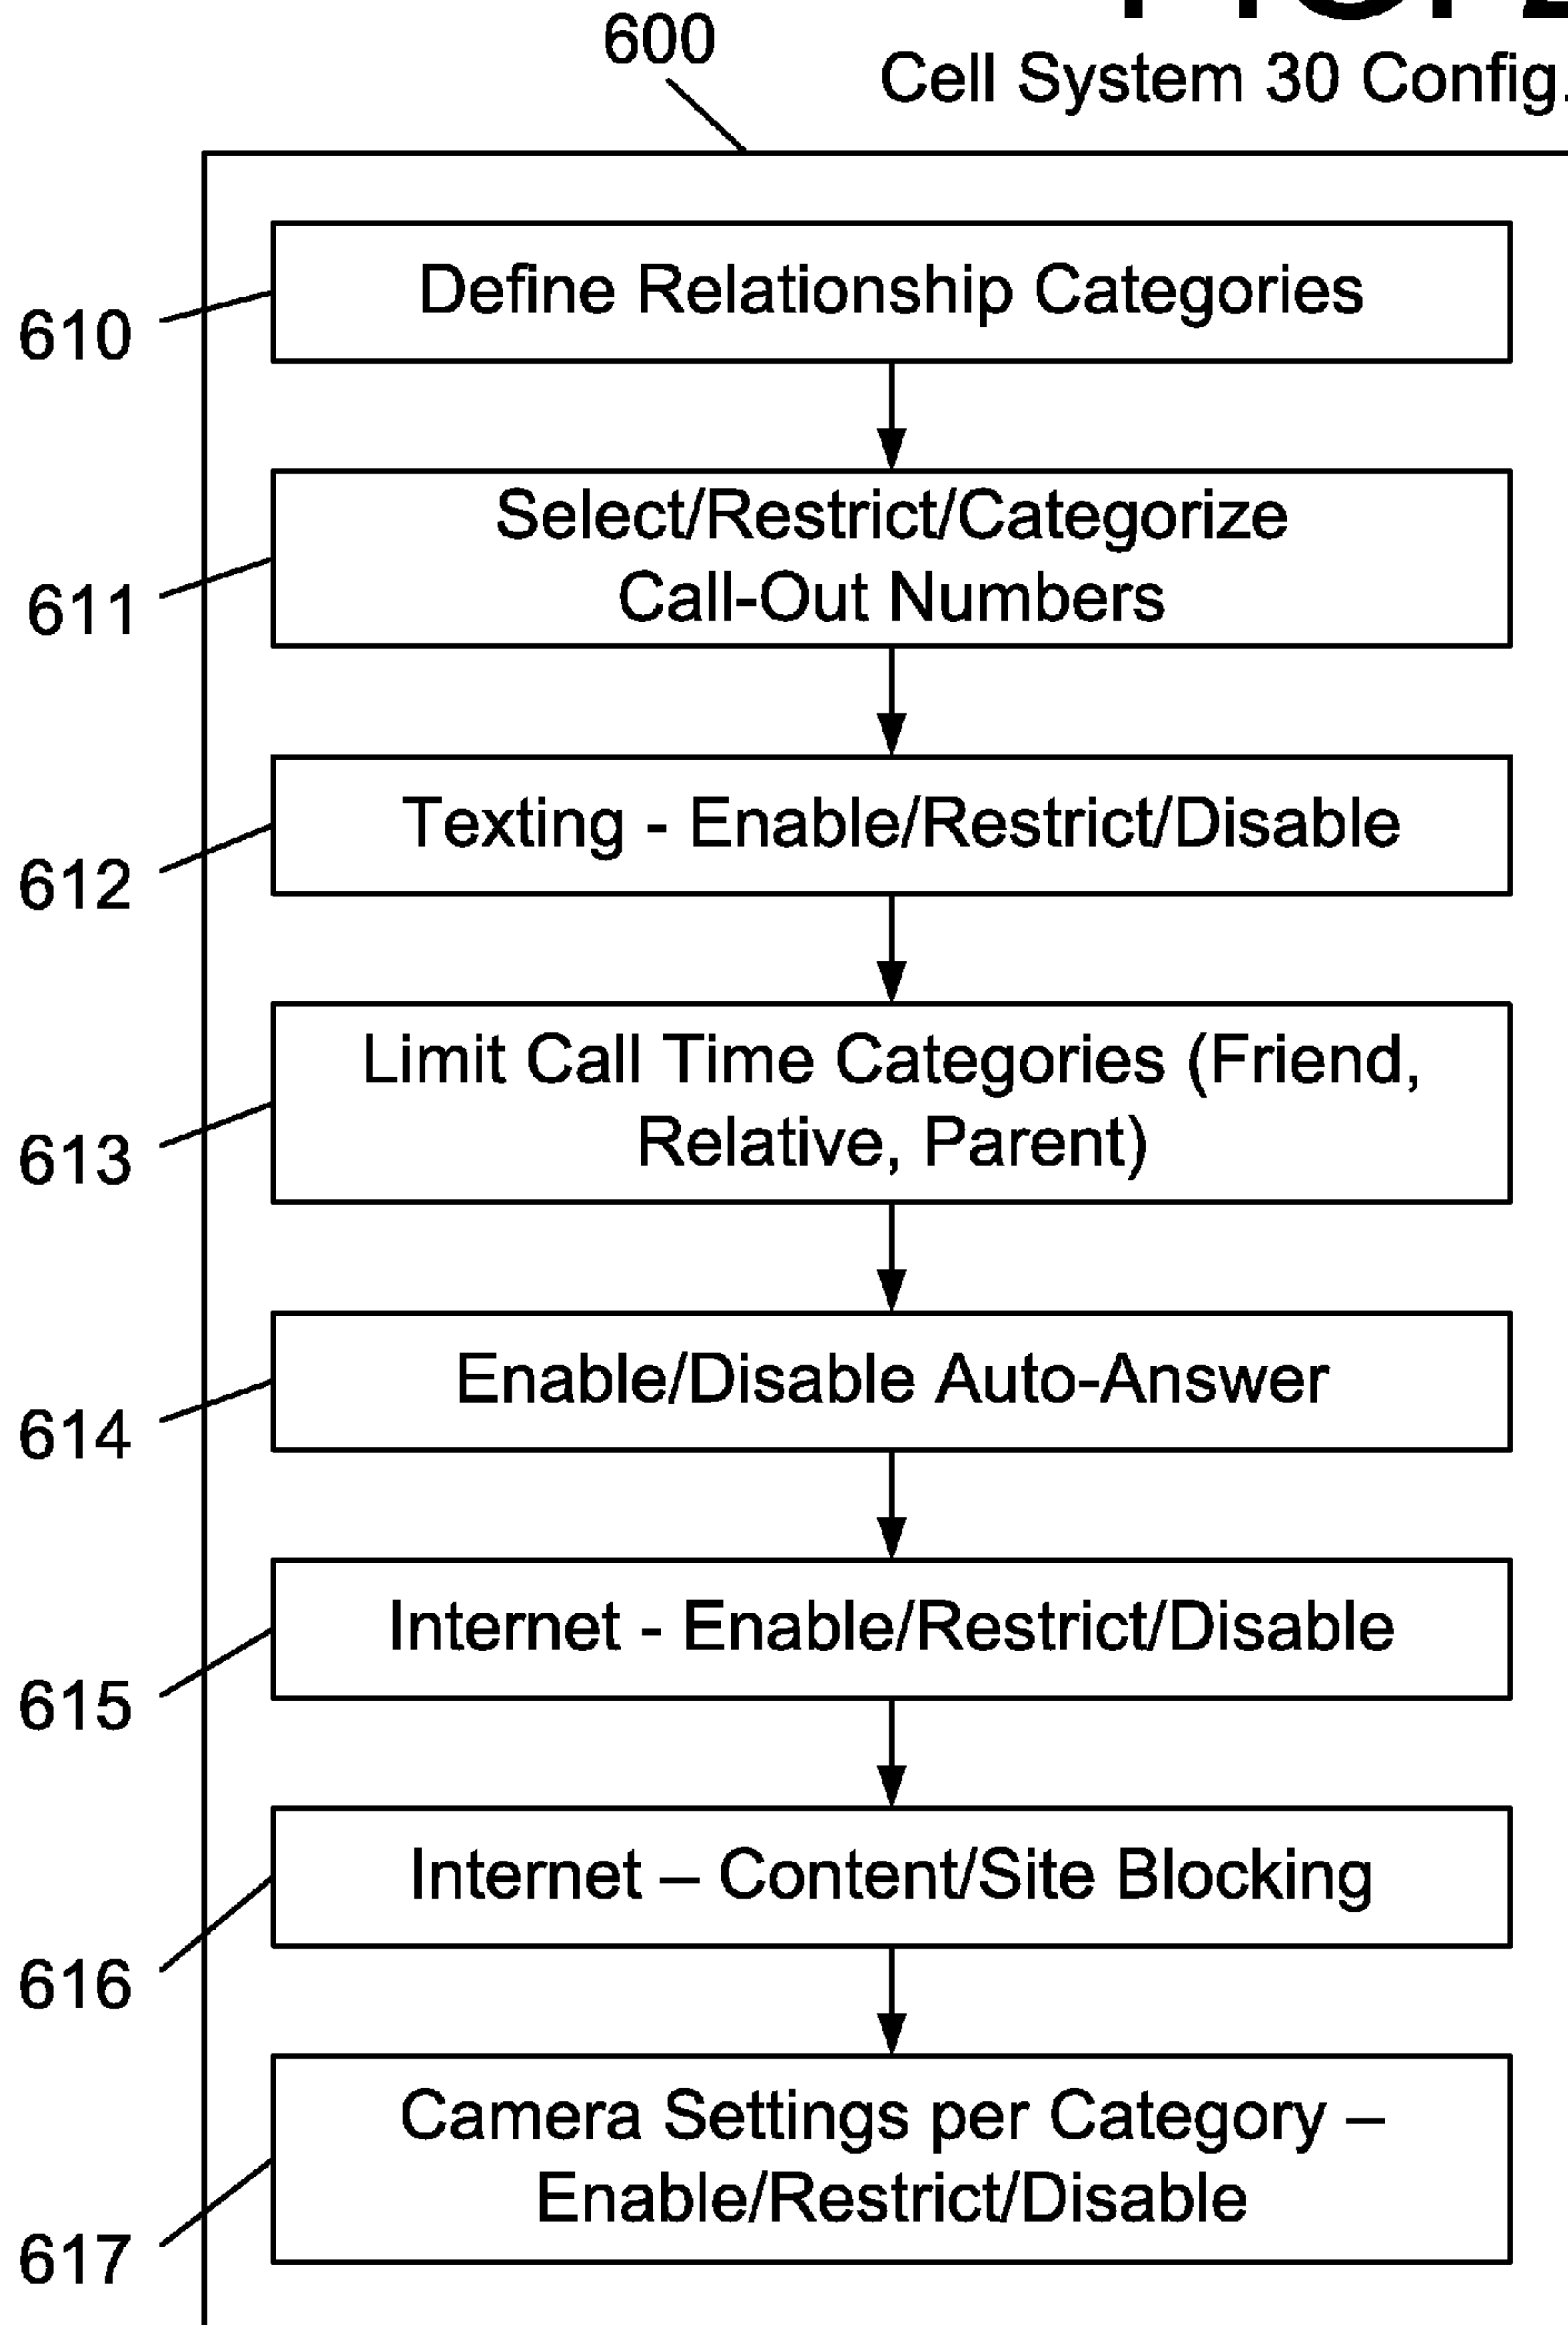 600
Cell System 30 Config.
610
Define Relationship Categories
611
Select/Restrict/Categorize
Call-Out Numbers
612
Texting - Enable/Restrict/Disable
613
Limit Call Time Categories (Friend,
Relative, Parent)
614
Enable/Disable Auto-Answer
615
Internet - Enable/Restrict/Disable
616
Internet – Content/Site Blocking
617
Camera Settings per Category –
Enable/Restrict/Disable